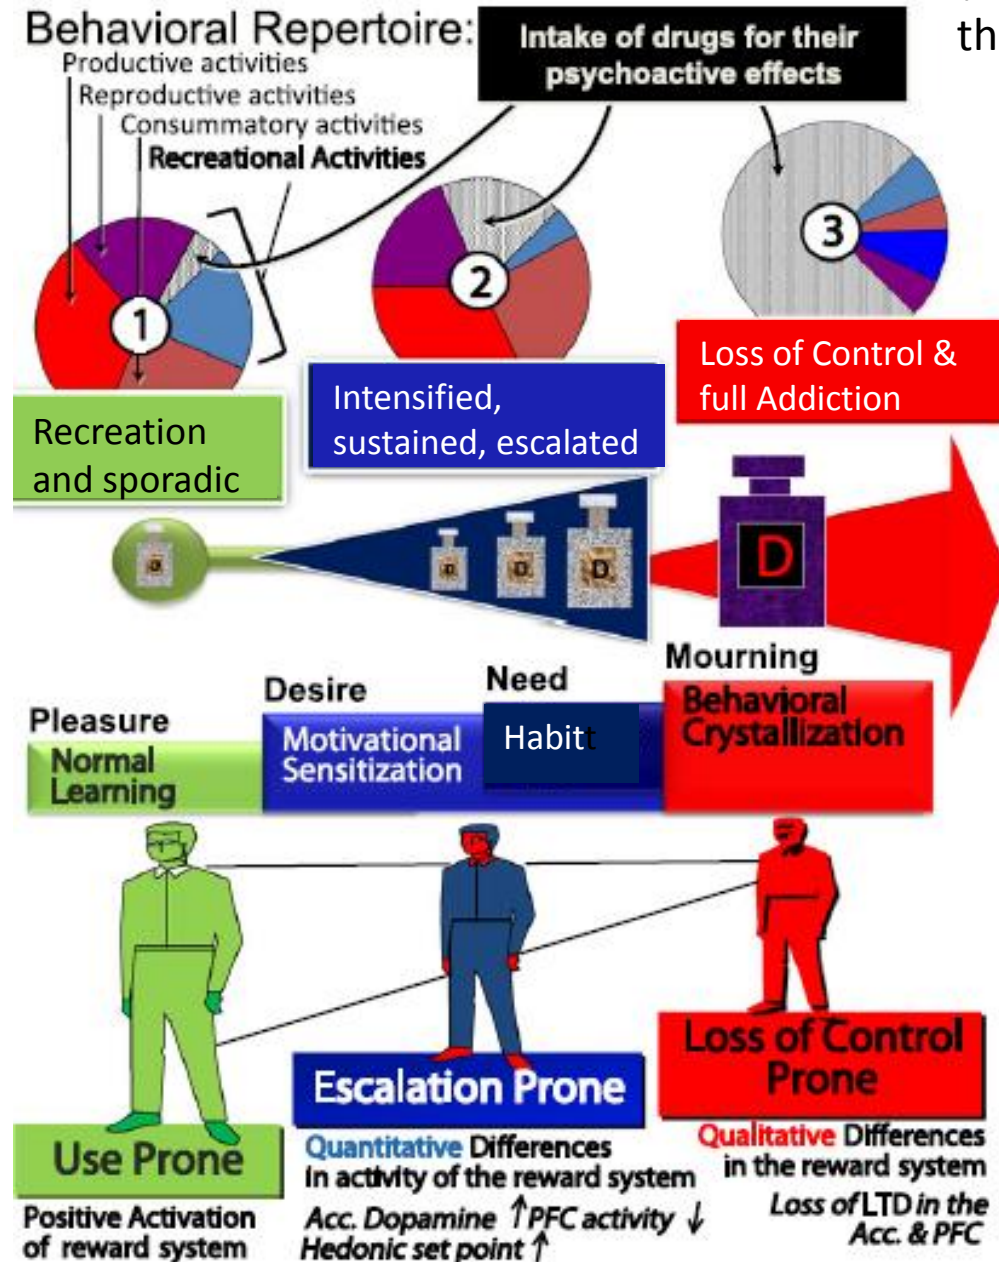 Behavioral Repertoire:
Productive activities
Reproductive activities
Consummatory activities
Recreational Activities
Intake of drugs for their
psychoactive effects
th
1
2
3
Recreation
and sporadic
Intensified,
sustained, escalated
Loss of Control &
full Addiction
D
D
D
D
D
Pleasure
Normal
Learning
Desire
Motivational
Sensitization
Need
Habitt
Mourning
Behavioral
Crystallization
Use Prone
Positive Activation
of reward system
Escalation Prone
Quantitative Differences
in activity of the reward system
Acc. Dopamine ↑PFC activity ↓
Hedonic set point ↑
Loss of Control
Prone
Qualitative Differences
in the reward system
Loss of LTD in the
Acc. & PFC